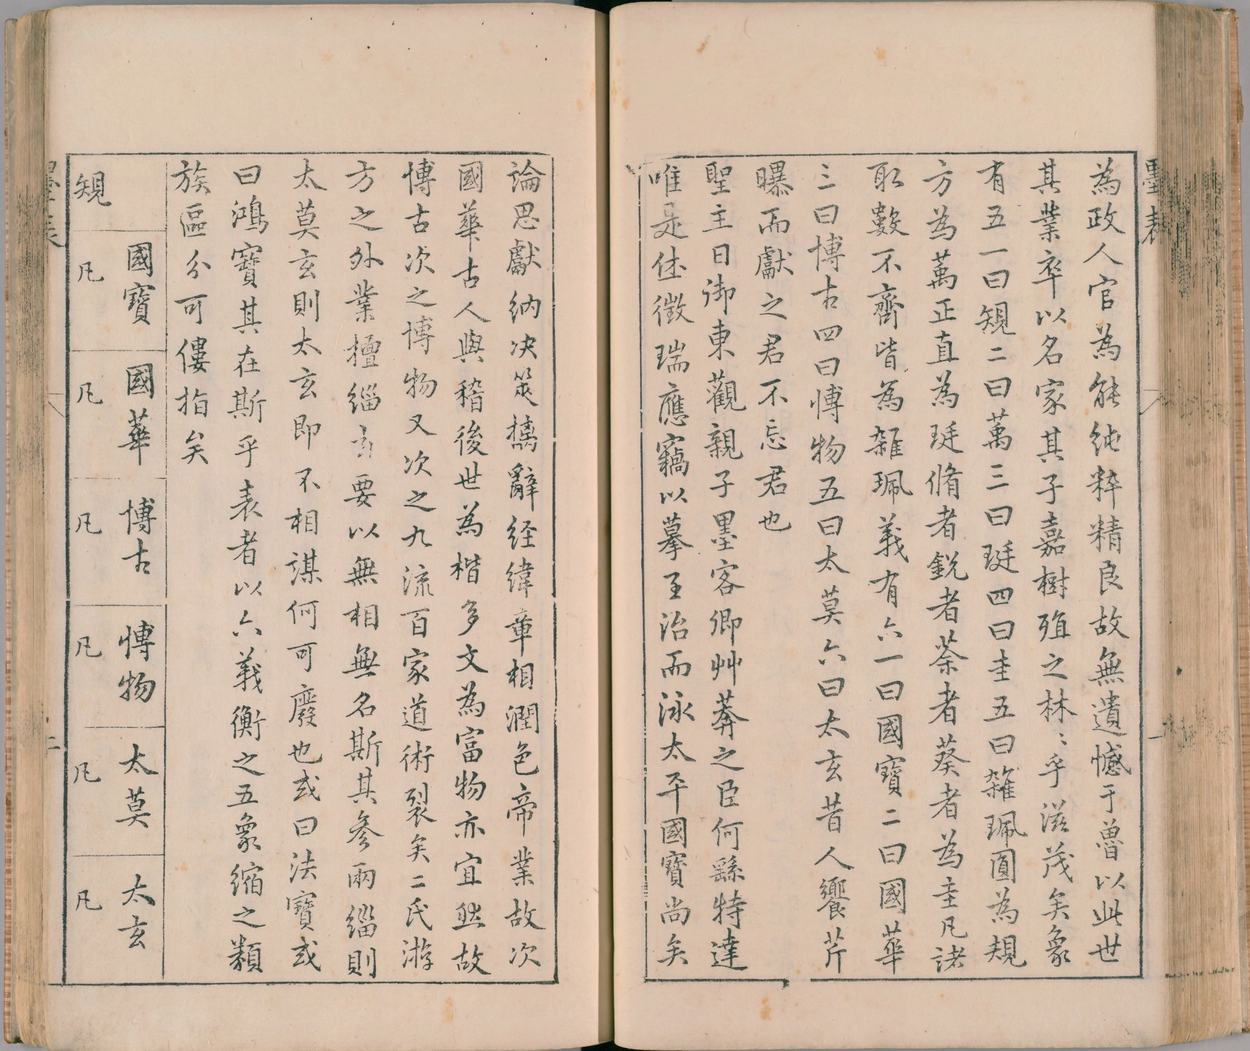 墨表
為政人官為能純粹精良故無遺憾于魯以此世
其業卒以名家其子嘉樹殖之林〻乎滋茂矣象
有五一曰規二曰萬三曰珽四曰圭五曰雜珮圓為規
方為萬正直為珽脩者銳者荼者葵者為圭凡諸
取數不齊皆為雜珮義有六一曰國寶二曰國華
三曰博古四曰博物五曰太莫六曰太玄昔人饗芹
曝而獻之君不忘君也
聖主日御東觀親子墨客卿艸莽之臣何繇特達
唯是佳徵瑞應竊以摹至治而泳太平國寶尚矣
論思獻納决筴摛辭經緯章相潤色帝業故次
國華古人與稽後世為楷多文為富物亦宜然故
博古次之博物又次之九流百家道術裂矣二氏游
方之外業擅緇玄要以無相無名斯其參兩緇則
太莫玄則太玄即不相謀何可廢也或曰法寶或
曰鴻寶其在斯乎表者以六義衡之五象縮之類
族區分可僂指矣
國寶 國華 博古 博物 太莫 太玄
規 凡 凡 凡 凡 凡 凡